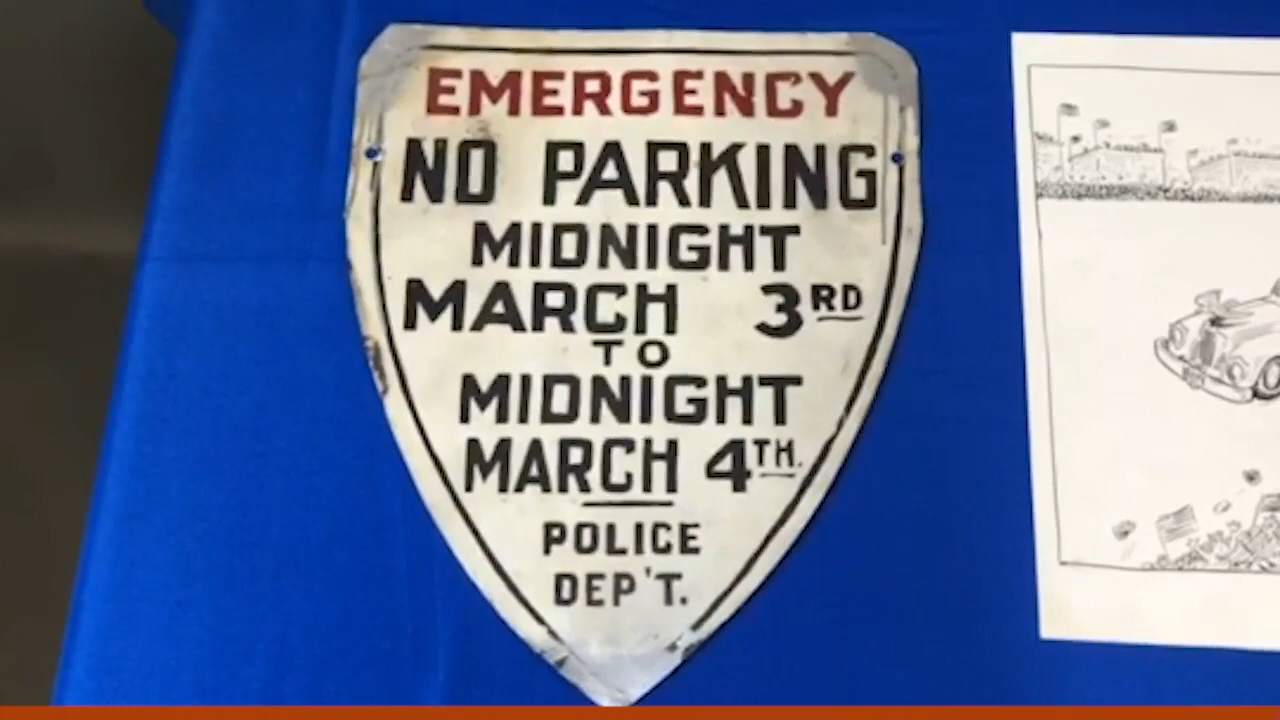 EMERGENCY
NO PARKING
MIDNIGHT
MARCH 3RD
TO
MIDNIGHT
MARCH 4TH.
POLICE
DEP'T.